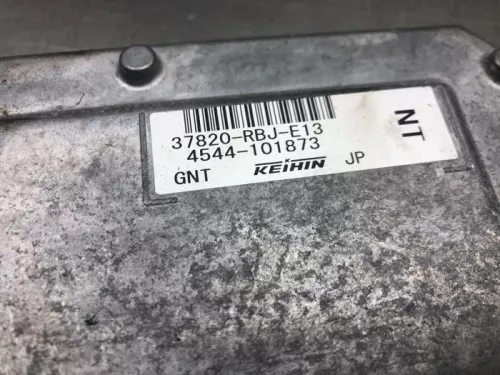 37820-RBJ-E13
4544-101873
GNT KEIHIN JP
NT